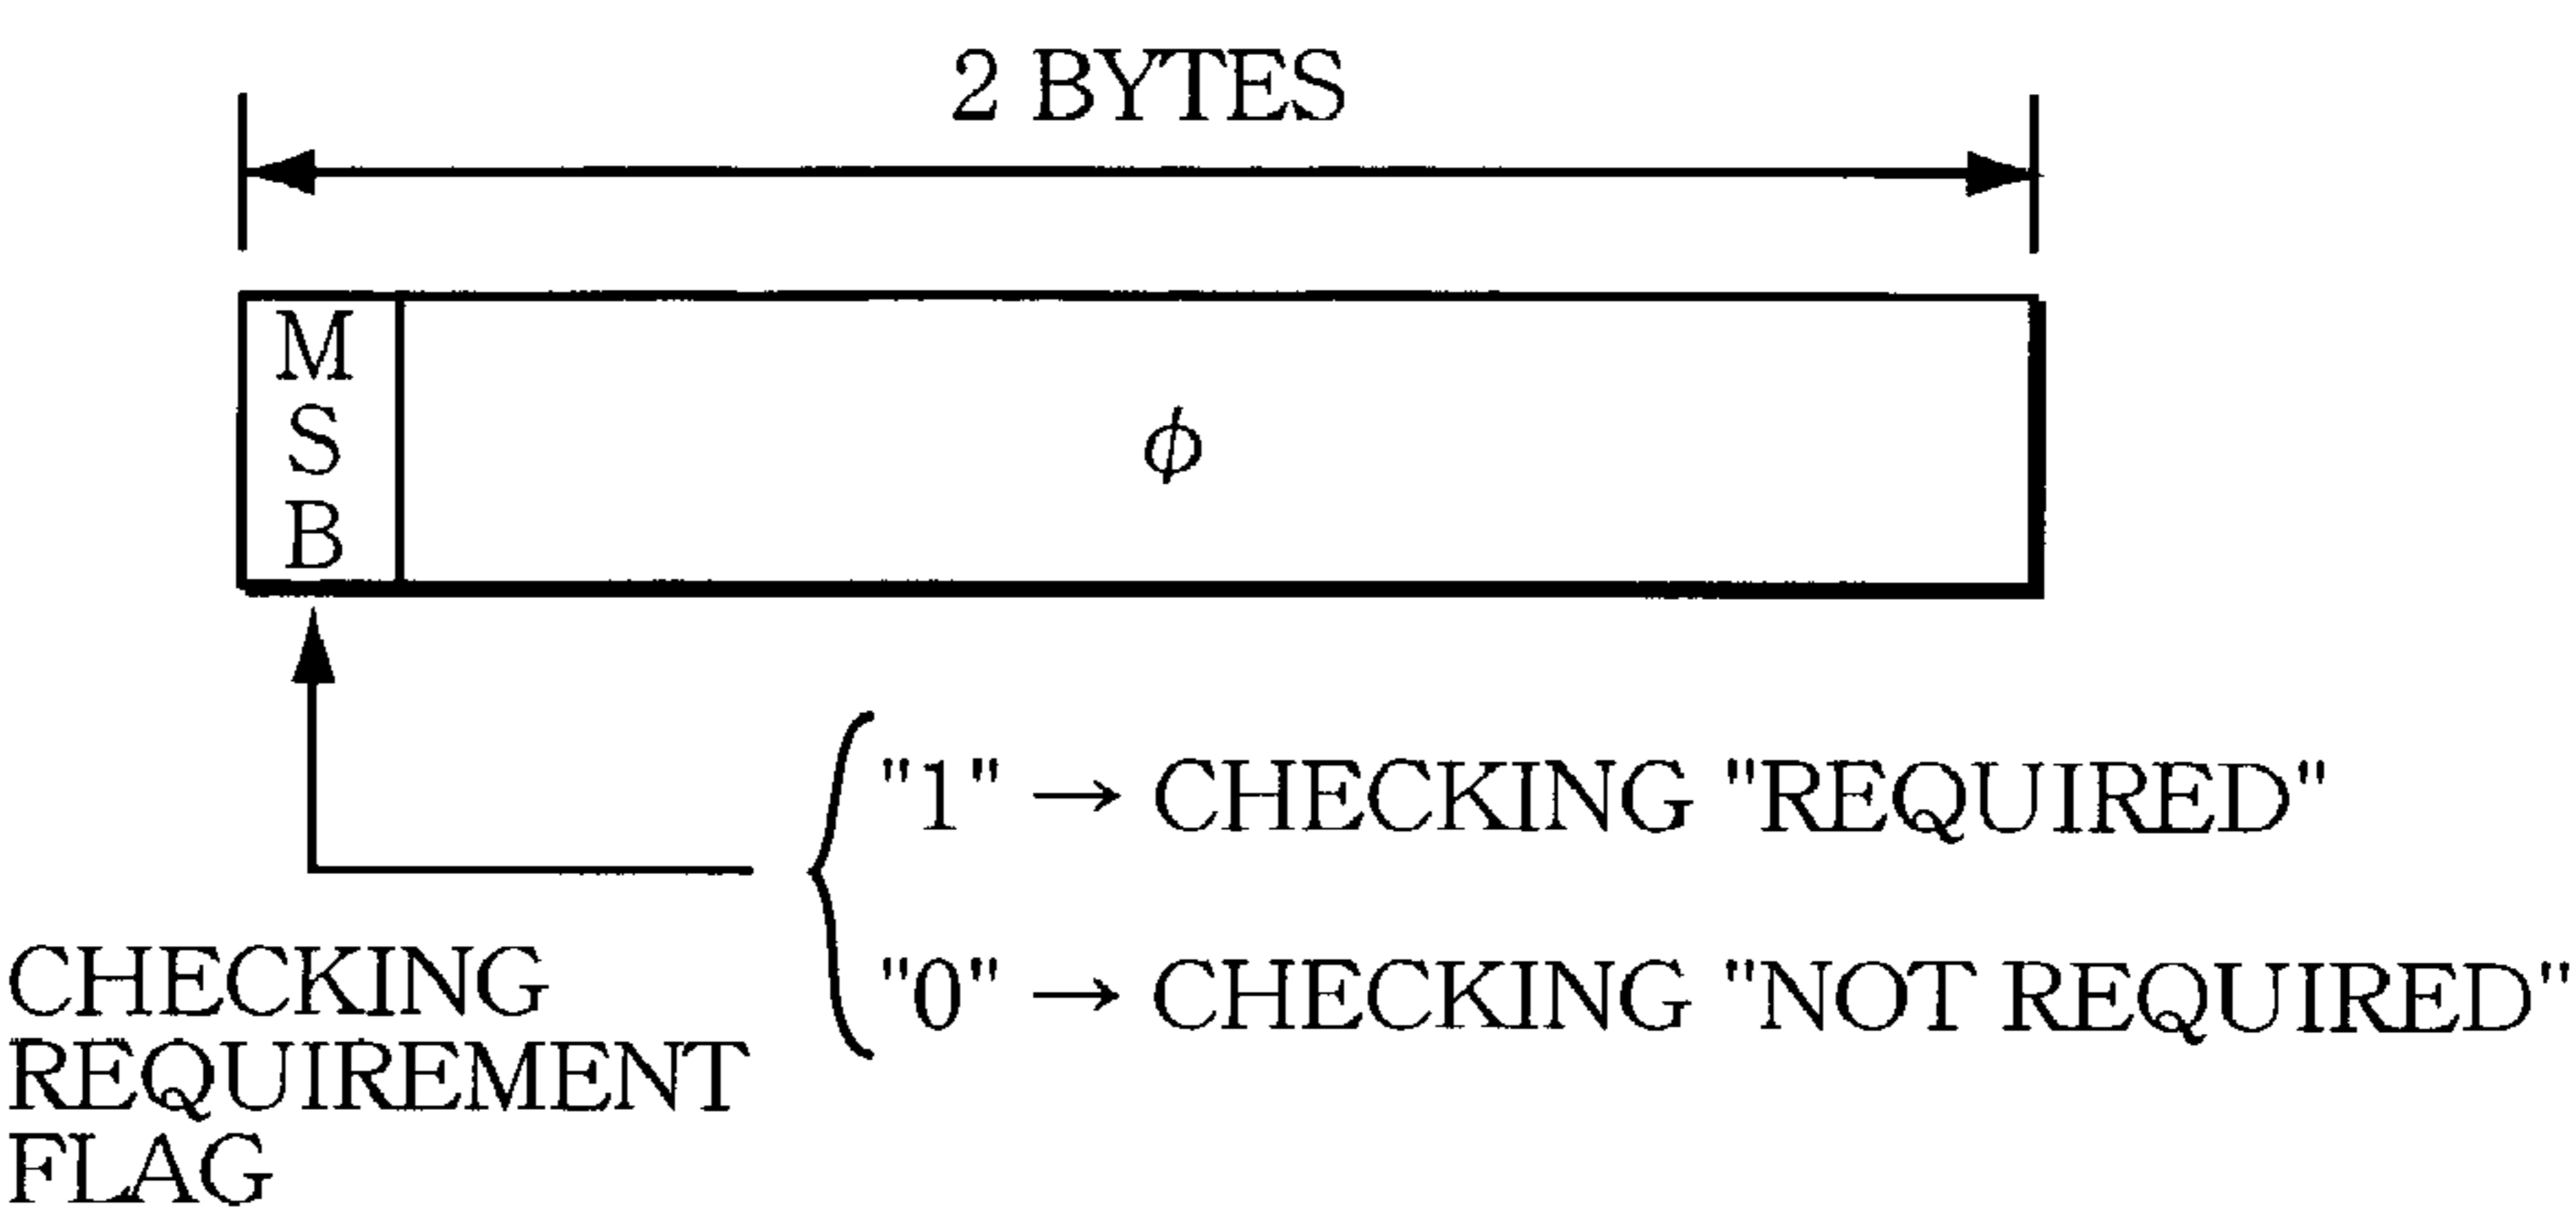 2 BYTES
M
S
B
ϕ
"1" → CHECKING "REQUIRED"
"0" → CHECKING "NOT REQUIRED"
CHECKING
REQUIREMENT
FLAG